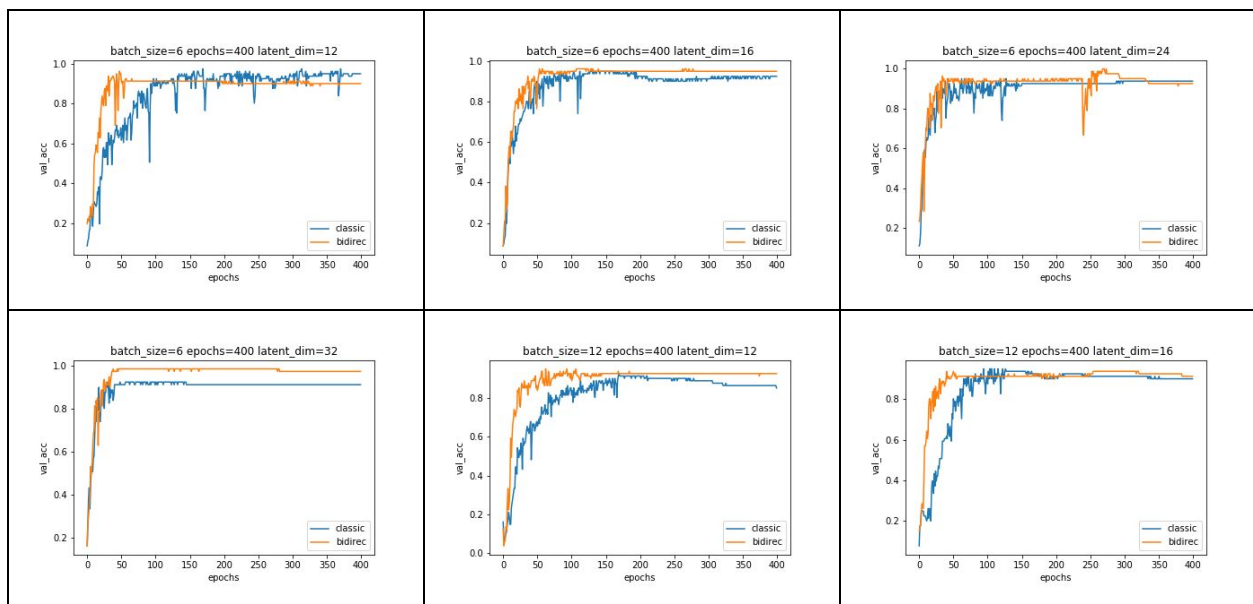 batch_size=6 epochs=400 latent_dim=12
1.0
0.8
0.6
0.4
0.2
val_acc
0 50 100 150 200 250 300 350 400
epochs
classic
bidirec
batch_size=6 epochs=400 latent_dim=16
1.0
0.8
0.6
0.4
0.2
val_acc
0 50 100 150 200 250 300 350 400
epochs
classic
bidirec
batch_size=6 epochs=400 latent_dim=24
1.0
0.8
0.6
0.4
0.2
val_acc
0 50 100 150 200 250 300 350 400
epochs
classic
bidirec
batch_size=6 epochs=400 latent_dim=32
1.0
0.8
0.6
0.4
0.2
val_acc
0 50 100 150 200 250 300 350 400
epochs
classic
bidirec
batch_size=12 epochs=400 latent_dim=12
0.8
0.6
0.4
0.2
0.0
val_acc
0 50 100 150 200 250 300 350 400
epochs
classic
bidirec
batch_size=12 epochs=400 latent_dim=16
0.8
0.6
0.4
0.2
val_acc
0 50 100 150 200 250 300 350 400
epochs
classic
bidirec